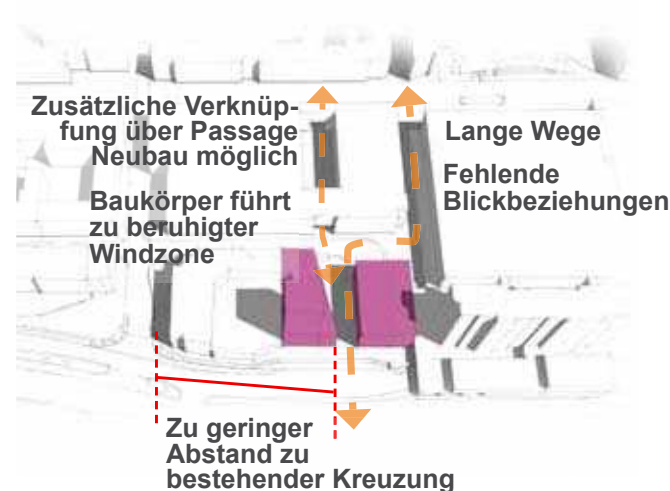 Zusätzliche Verknüp-
fung über Passage
Neubau möglich
Baukörper führt
zu beruhigter
Windzone
Lange Wege
Fehlende
Blickbeziehungen
Zu geringer
Abstand zu
bestehender Kreuzung